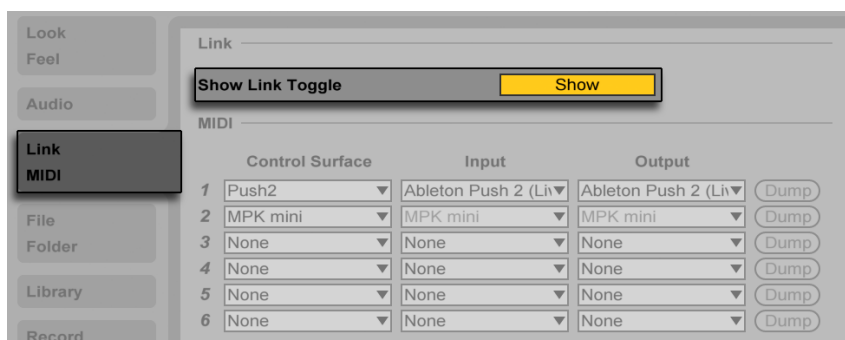 Look
Feel
Audio
Link
MIDI
File
Folder
Library
Record
Link
Show Link Toggle Show
MIDI
Control Surface Input Output
1 Push2 Ableton Push 2 (Liv Ableton Push 2 (Liv Dump
2 MPK mini MPK mini MPK mini Dump
3 None None None Dump
4 None None None Dump
5 None None None Dump
6 None None None Dump